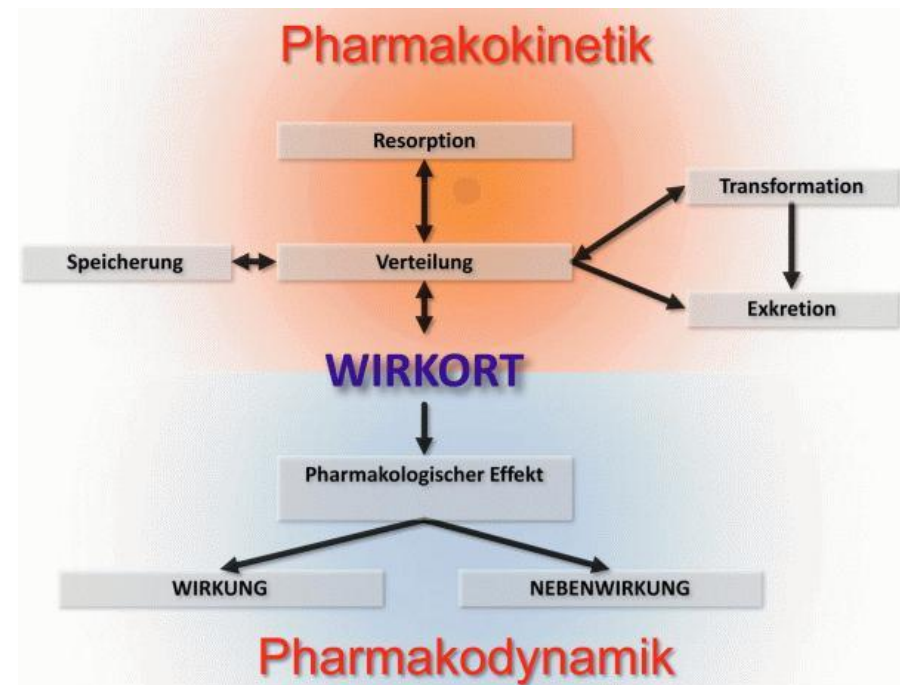 Pharmakokinetik
Resorption
Transformation
Speicherung
Verteilung
Exkretion
WIRKORT
Pharmakologischer Effekt
WIRKUNG
NEBENWIRKUNG
Pharmakodynamik